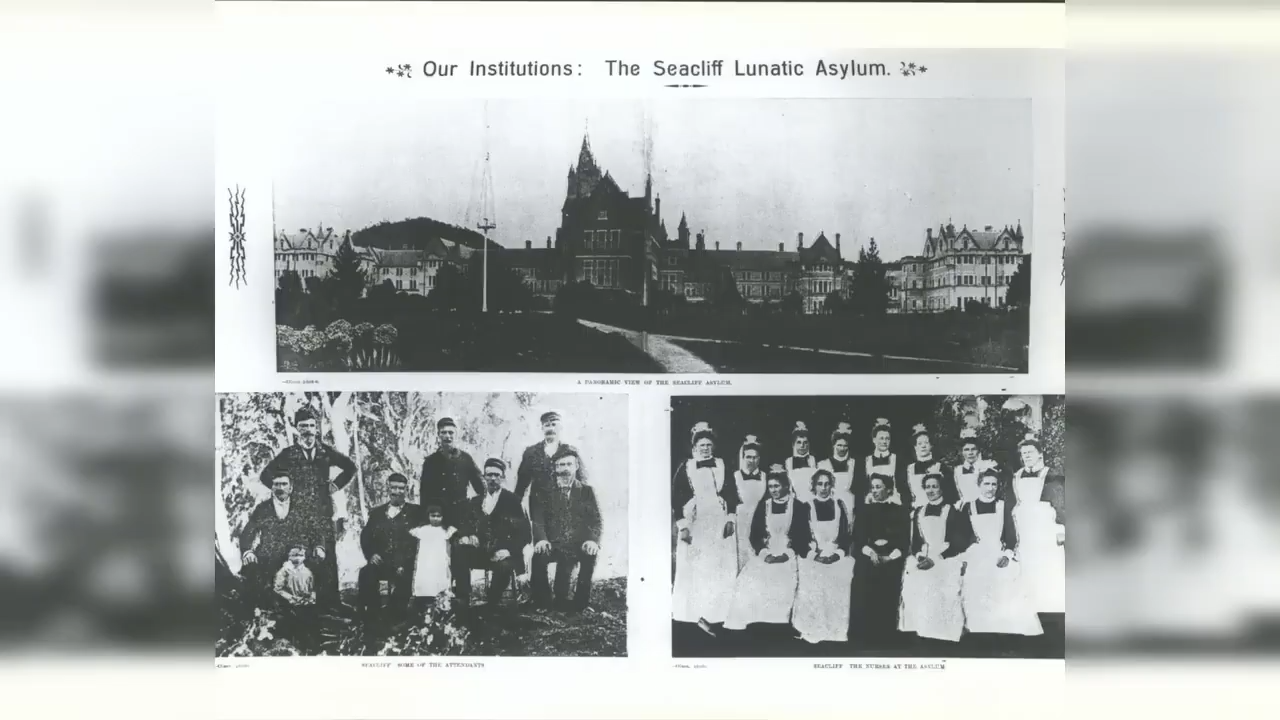 Our Institutions: The Seacliff Lunatic Asylum.
A PANORAMIC VIEW OF THE SEACLIFF ASYLUM.
SEACLIFF SOME OF THE ATTENDANTS
SEACLIFF THE NURSES AT THE ASYLUM